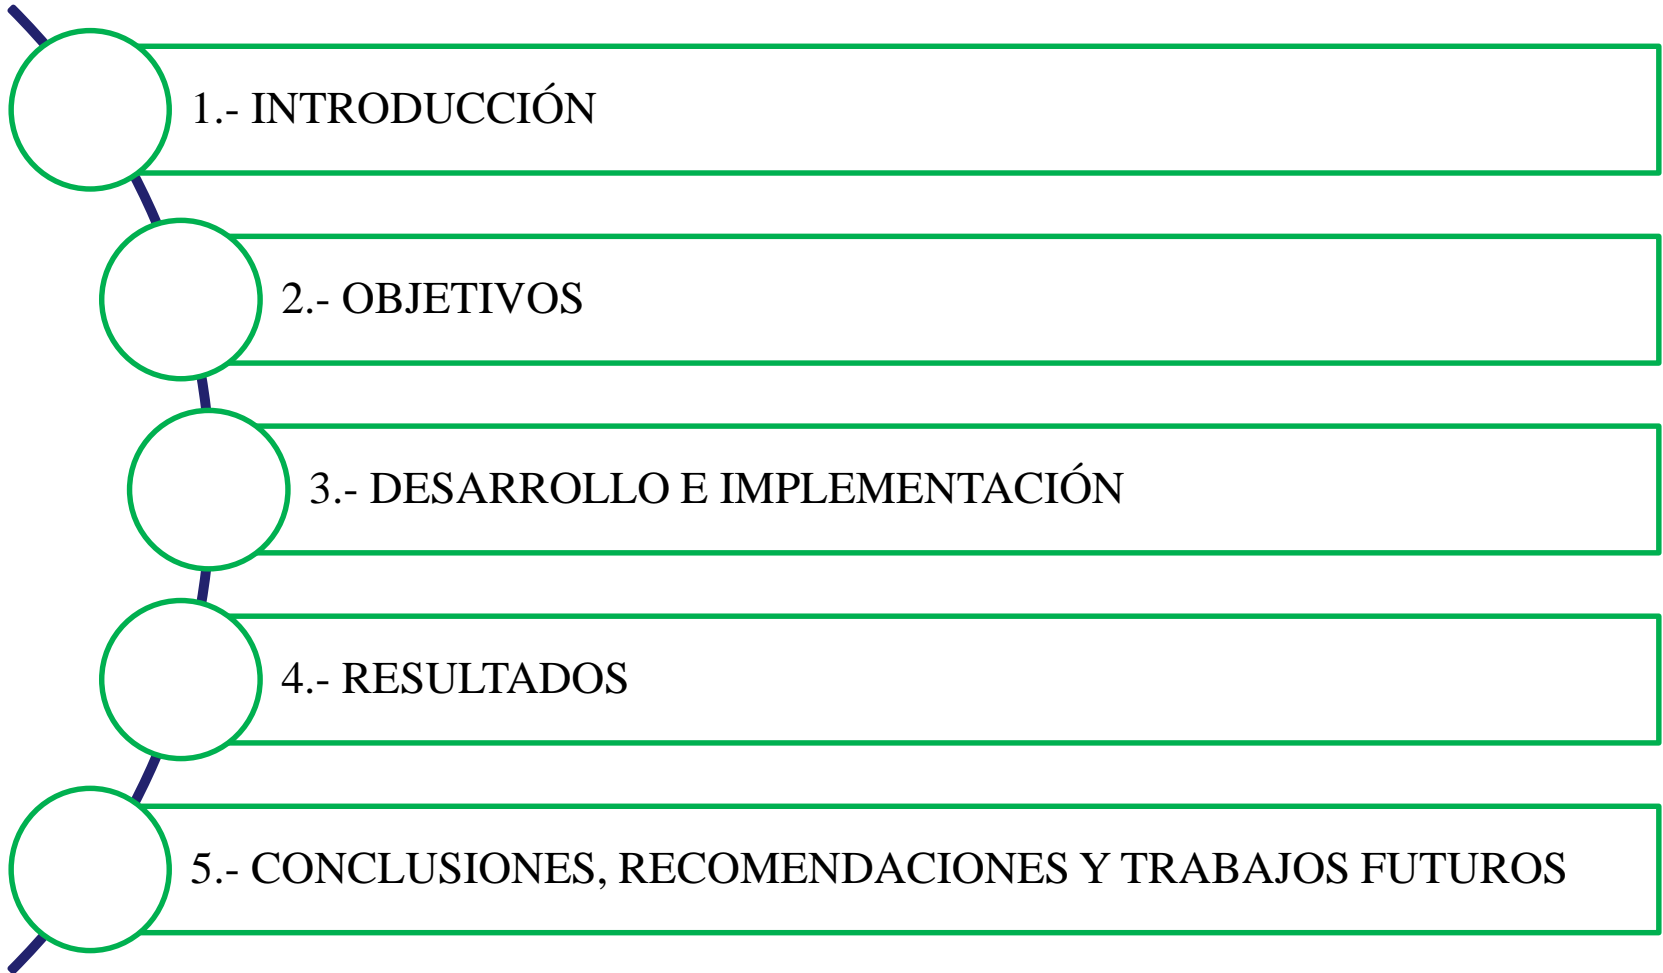 1.- INTRODUCCIÓN
2.- OBJETIVOS
3.- DESARROLLO E IMPLEMENTACIÓN
4.- RESULTADOS
5.- CONCLUSIONES, RECOMENDACIONES Y TRABAJOS FUTUROS